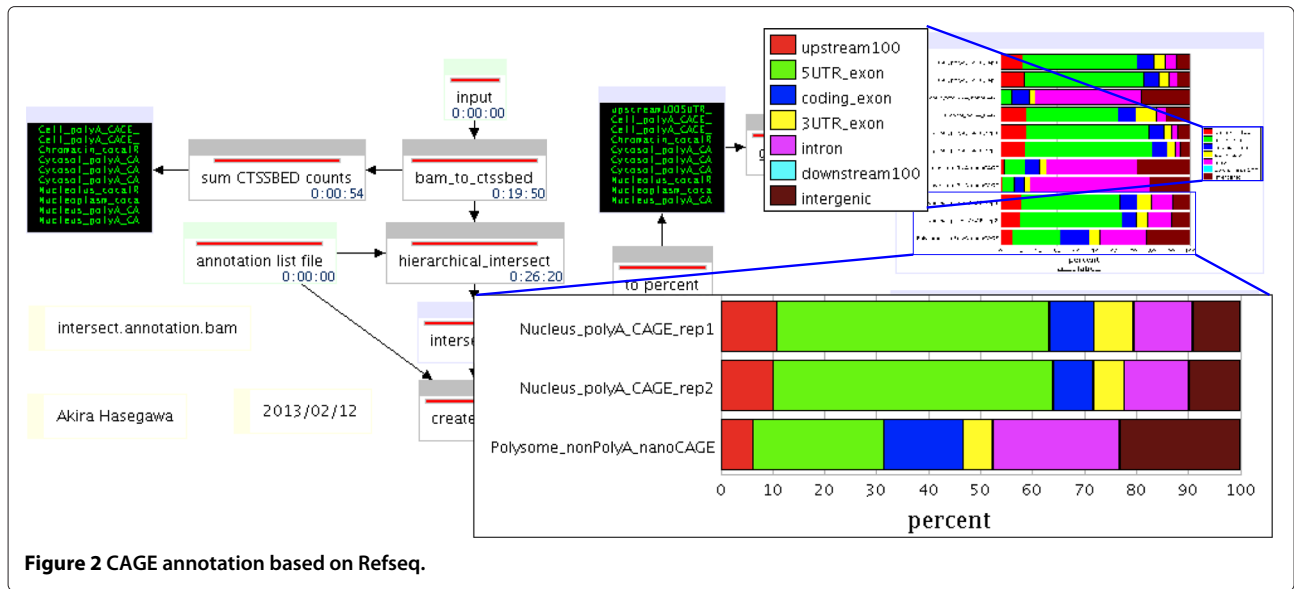 upstream100
5UTR_exon
coding_exon
3UTR_exon
intron
downstream100
intergenic
input
0:00:00
Cell_polyA_CAGE_
Cell_polyA_CAGE_
Chromatin_totalR
Cytosol_polyA_CA
Cytosol_polyA_CA
Cytosol_polyA_CA
Nucleolus_totalR
Nucleoplasm_tota
Nucleus_polyA_CA
Nucleus_polyA_CA
sum CTSSBED counts
0:00:54
bam_to_ctssbed
0:19:50
upstream1005UTR_
Cell_polyA_CAGE_
Cell_polyA_CAGE_
Chromatin_totalR
Cytosol_polyA_CA
Cytosol_polyA_CA
Cytosol_polyA_CA
Nucleolus_totalR
Nucleoplasm_tota
Nucleus_polyA_CA
annotation list file
0:00:00
hierarchical_intersect
0:26:20
to percent
percent
intersect.annotation.bam
interse
Akira Hasegawa
2013/02/12
create
Nucleus_polyA_CAGE_rep1
Nucleus_polyA_CAGE_rep2
Polysome_nonPolyA_nanoCAGE
0 10 20 30 40 50 60 70 80 90 100
percent
Figure 2 CAGE annotation based on Refseq.